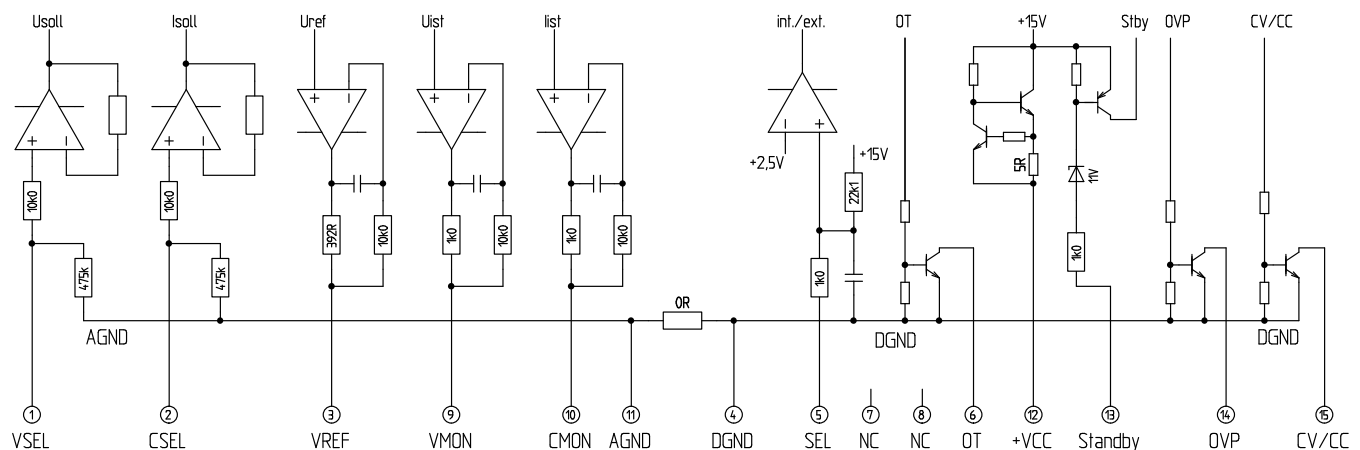 Usoll Isoll Uref Uist Iist int./ext. OT +15V Stby OVP CV/CC
+ − + − + − + − + − − +
+2,5V +15V 5R 11V
10k0 10k0 22k1
392R 10k0 1k0 10k0 1k0 10k0 1k0 1k0
475k 475k
0R
AGND DGND DGND
1 2 3 9 10 11 4 5 7 8 6 12 13 14 15
VSEL CSEL VREF VMON CMON AGND DGND SEL NC NC OT +VCC Standby OVP CV/CC